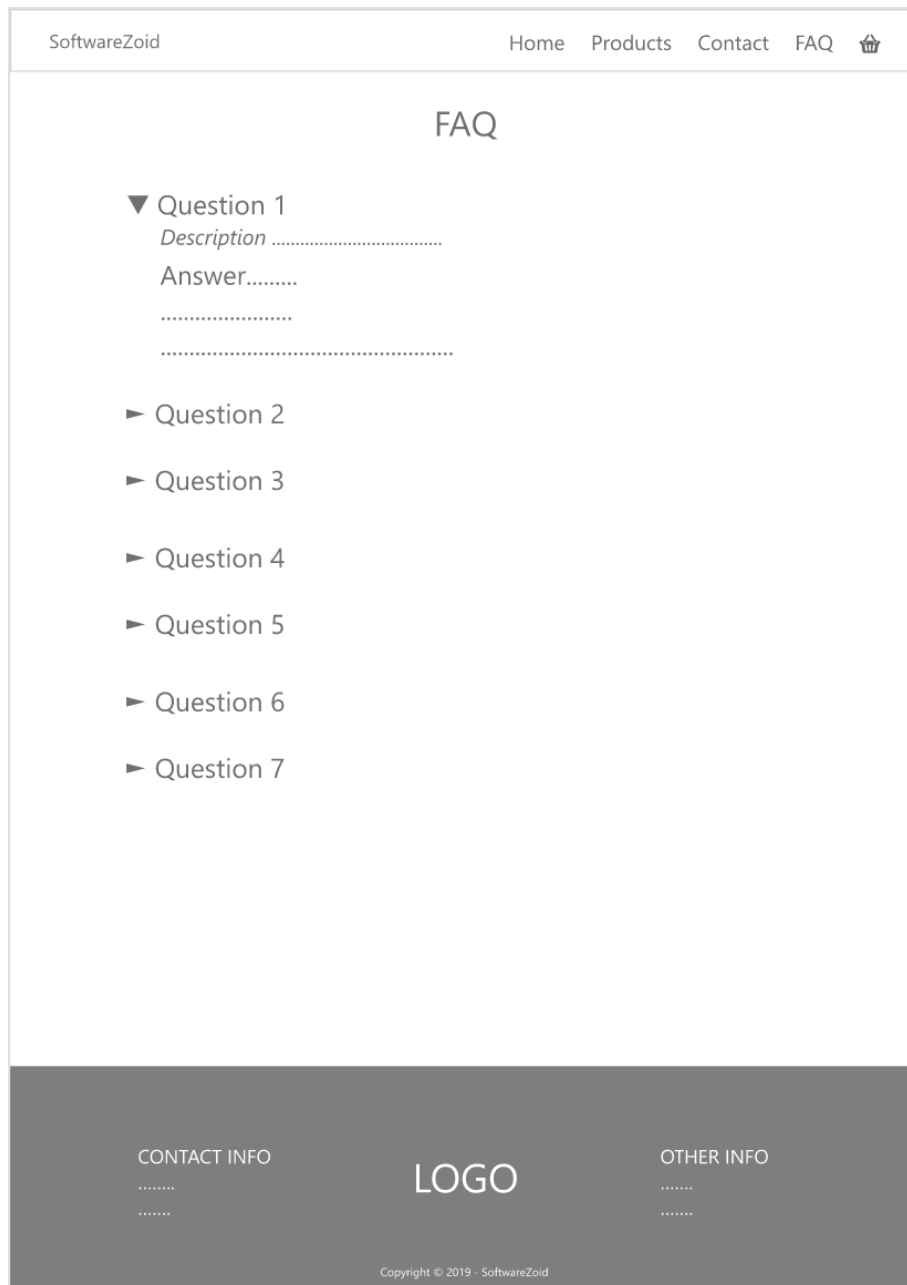 SoftwareZoid Home Products Contact FAQ
FAQ
▼ Question 1
Description ....................................
Answer.........
.......................
...................................................
► Question 2
► Question 3
► Question 4
► Question 5
► Question 6
► Question 7
CONTACT INFO
........
.......
LOGO
OTHER INFO
.......
.......
Copyright © 2019 - SoftwareZoid